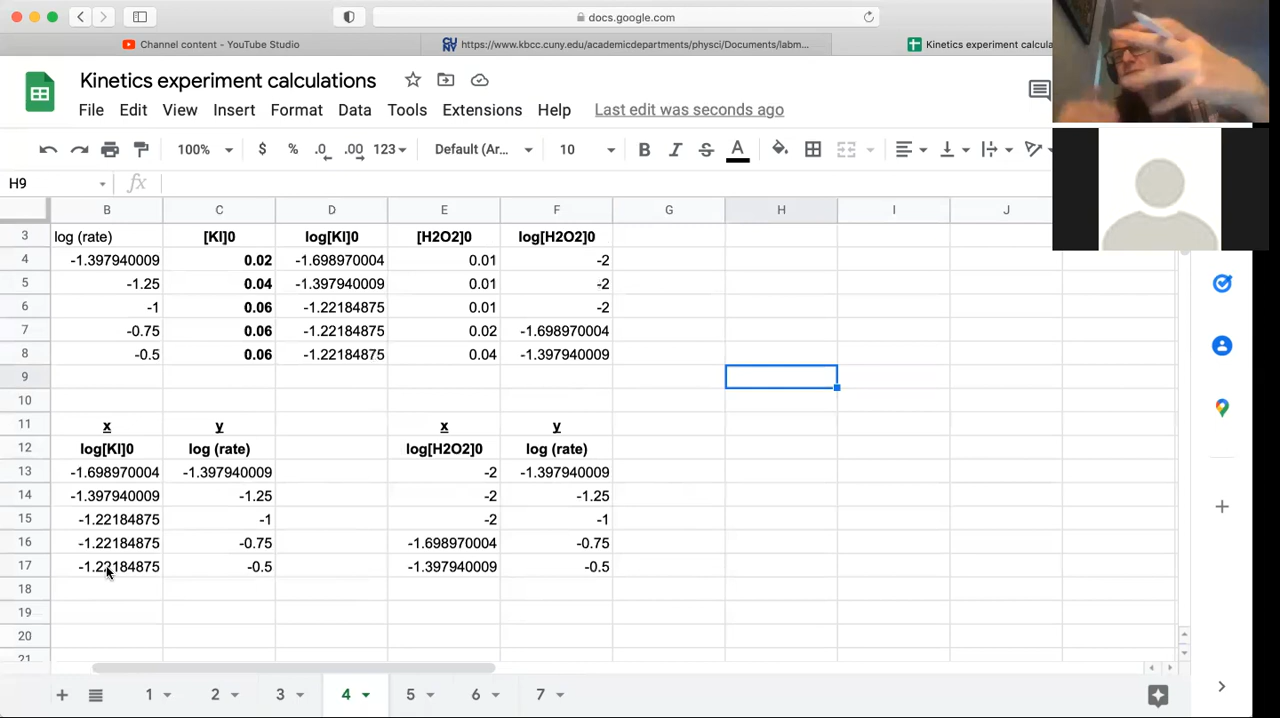 docs.google.com
Channel content - YouTube Studio
https://www.kbcc.cuny.edu/academicdepartments/physci/Documents/labm...
Kinetics experiment calcula
Kinetics experiment calculations
File Edit View Insert Format Data Tools Extensions Help Last edit was seconds ago
100% $ % .0 .00 123 Default (Ar... 10 B I S A
H9 fx
B C D E F G H I J
3 log (rate) [KI]0 log[KI]0 [H2O2]0 log[H2O2]0
4 -1.397940009 0.02 -1.698970004 0.01 -2
5 -1.25 0.04 -1.397940009 0.01 -2
6 -1 0.06 -1.22184875 0.01 -2
7 -0.75 0.06 -1.22184875 0.02 -1.698970004
8 -0.5 0.06 -1.22184875 0.04 -1.397940009
9
10
11 x y x y
12 log[KI]0 log (rate) log[H2O2]0 log (rate)
13 -1.698970004 -1.397940009 -2 -1.397940009
14 -1.397940009 -1.25 -2 -1.25
15 -1.22184875 -1 -2 -1
16 -1.22184875 -0.75 -1.698970004 -0.75
17 -1.22184875 -0.5 -1.397940009 -0.5
18
19
20
21
1 2 3 4 5 6 7